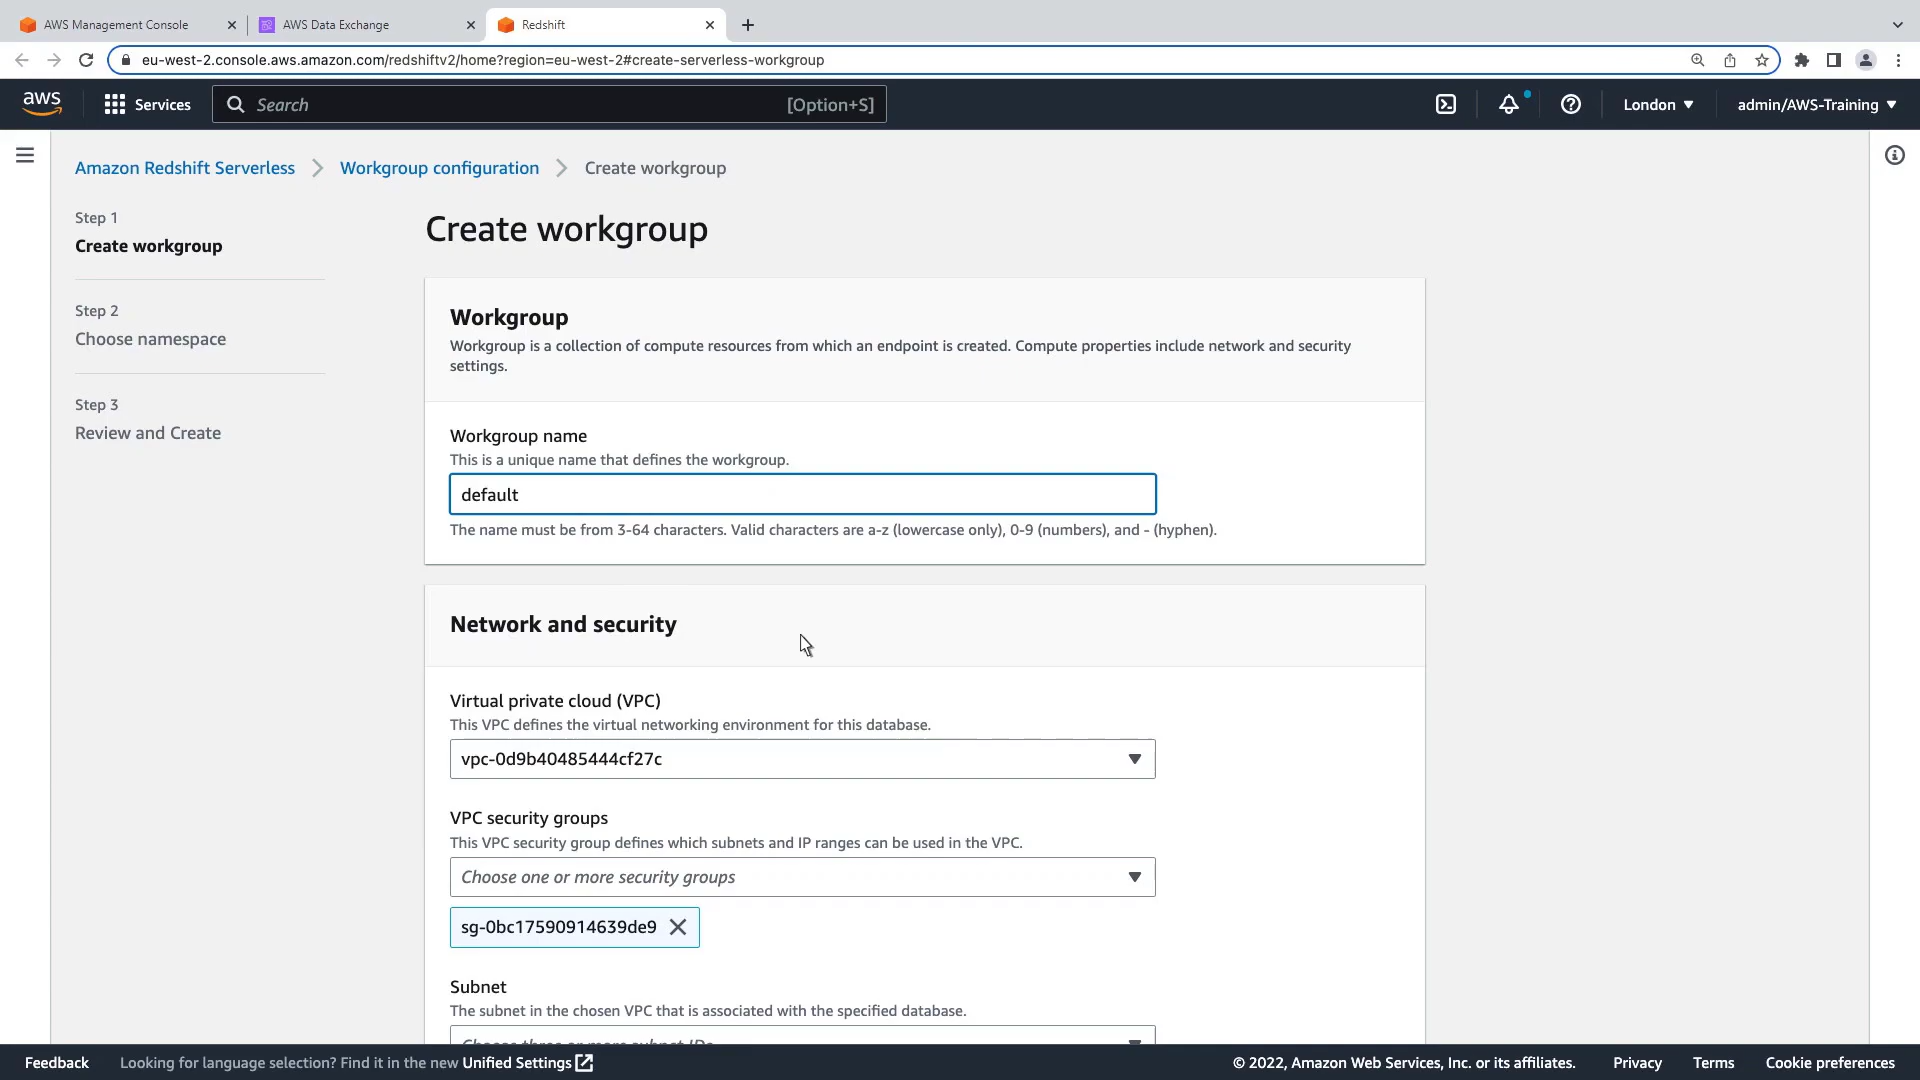 AWS Management Console
AWS Data Exchange
Redshift
eu-west-2.console.aws.amazon.com/redshiftv2/home?region=eu-west-2#create-serverless-workgroup
aws
Services
Search
[Option+S]
London
admin/AWS-Training
Amazon Redshift Serverless
Workgroup configuration
Create workgroup
Step 1
Create workgroup
Step 2
Choose namespace
Step 3
Review and Create
Create workgroup
Workgroup
Workgroup is a collection of compute resources from which an endpoint is created. Compute properties include network and security
settings.
Workgroup name
This is a unique name that defines the workgroup.
default
The name must be from 3-64 characters. Valid characters are a-z (lowercase only), 0-9 (numbers), and - (hyphen).
Network and security
Virtual private cloud (VPC)
This VPC defines the virtual networking environment for this database.
vpc-0d9b40485444cf27c
VPC security groups
This VPC security group defines which subnets and IP ranges can be used in the VPC.
Choose one or more security groups
sg-0bc17590914639de9
Subnet
The subnet in the chosen VPC that is associated with the specified database.
Choose three or more subnet IDs
Feedback
Looking for language selection? Find it in the new Unified Settings
© 2022, Amazon Web Services, Inc. or its affiliates.
Privacy
Terms
Cookie preferences